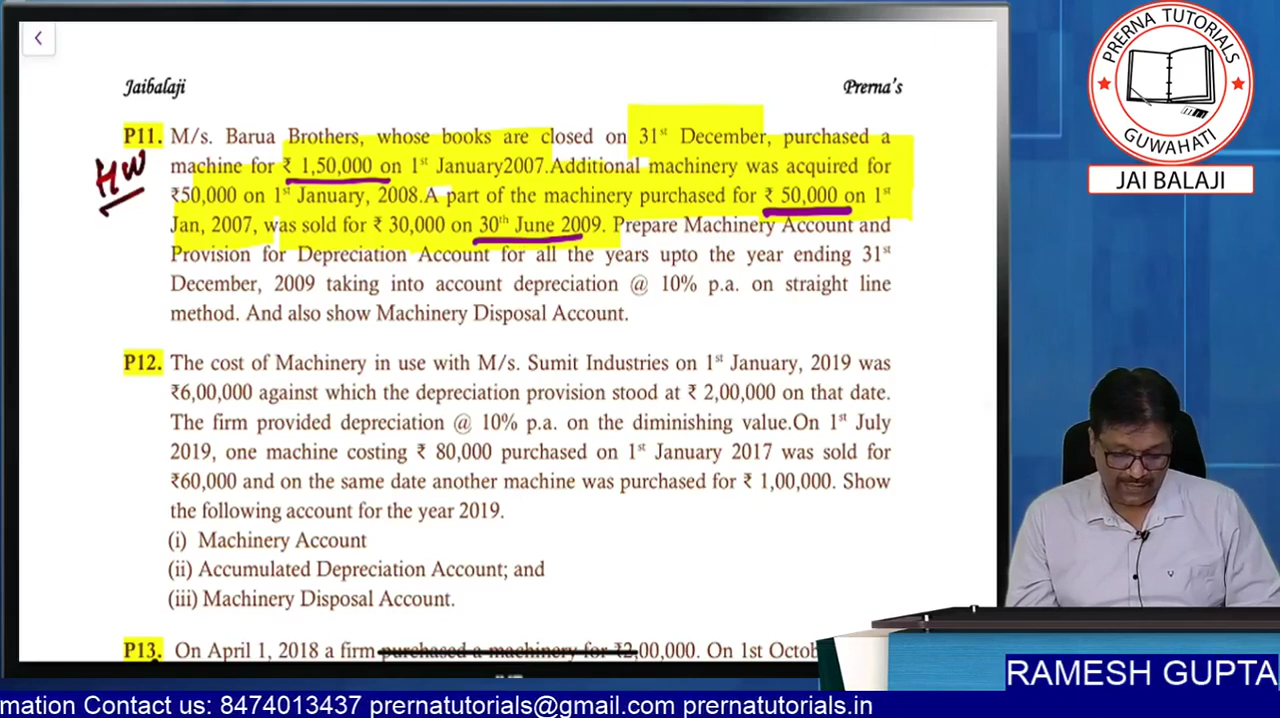 Jaibalaji Prerna's
P11. M/s. Barua Brothers, whose books are closed on 31st December, purchased a
machine for ₹ 1,50,000 on 1st January2007.Additional machinery was acquired for
₹50,000 on 1st January, 2008.A part of the machinery purchased for ₹ 50,000 on 1st
Jan, 2007, was sold for ₹ 30,000 on 30th June 2009. Prepare Machinery Account and
Provision for Depreciation Account for all the years upto the year ending 31st
December, 2009 taking into account depreciation @ 10% p.a. on straight line
method. And also show Machinery Disposal Account.
HW
P12. The cost of Machinery in use with M/s. Sumit Industries on 1st January, 2019 was
₹6,00,000 against which the depreciation provision stood at ₹ 2,00,000 on that date.
The firm provided depreciation @ 10% p.a. on the diminishing value.On 1st July
2019, one machine costing ₹ 80,000 purchased on 1st January 2017 was sold for
₹60,000 and on the same date another machine was purchased for ₹ 1,00,000. Show
the following account for the year 2019.
(i) Machinery Account
(ii) Accumulated Depreciation Account; and
(iii) Machinery Disposal Account.
P13. On April 1, 2018 a firm purchased a machinery for ₹2,00,000. On 1st Octob
PRERNA TUTORIALS
GUWAHATI
JAI BALAJI
RAMESH GUPTA
mation Contact us: 8474013437 prernatutorials@gmail.com prernatutorials.in